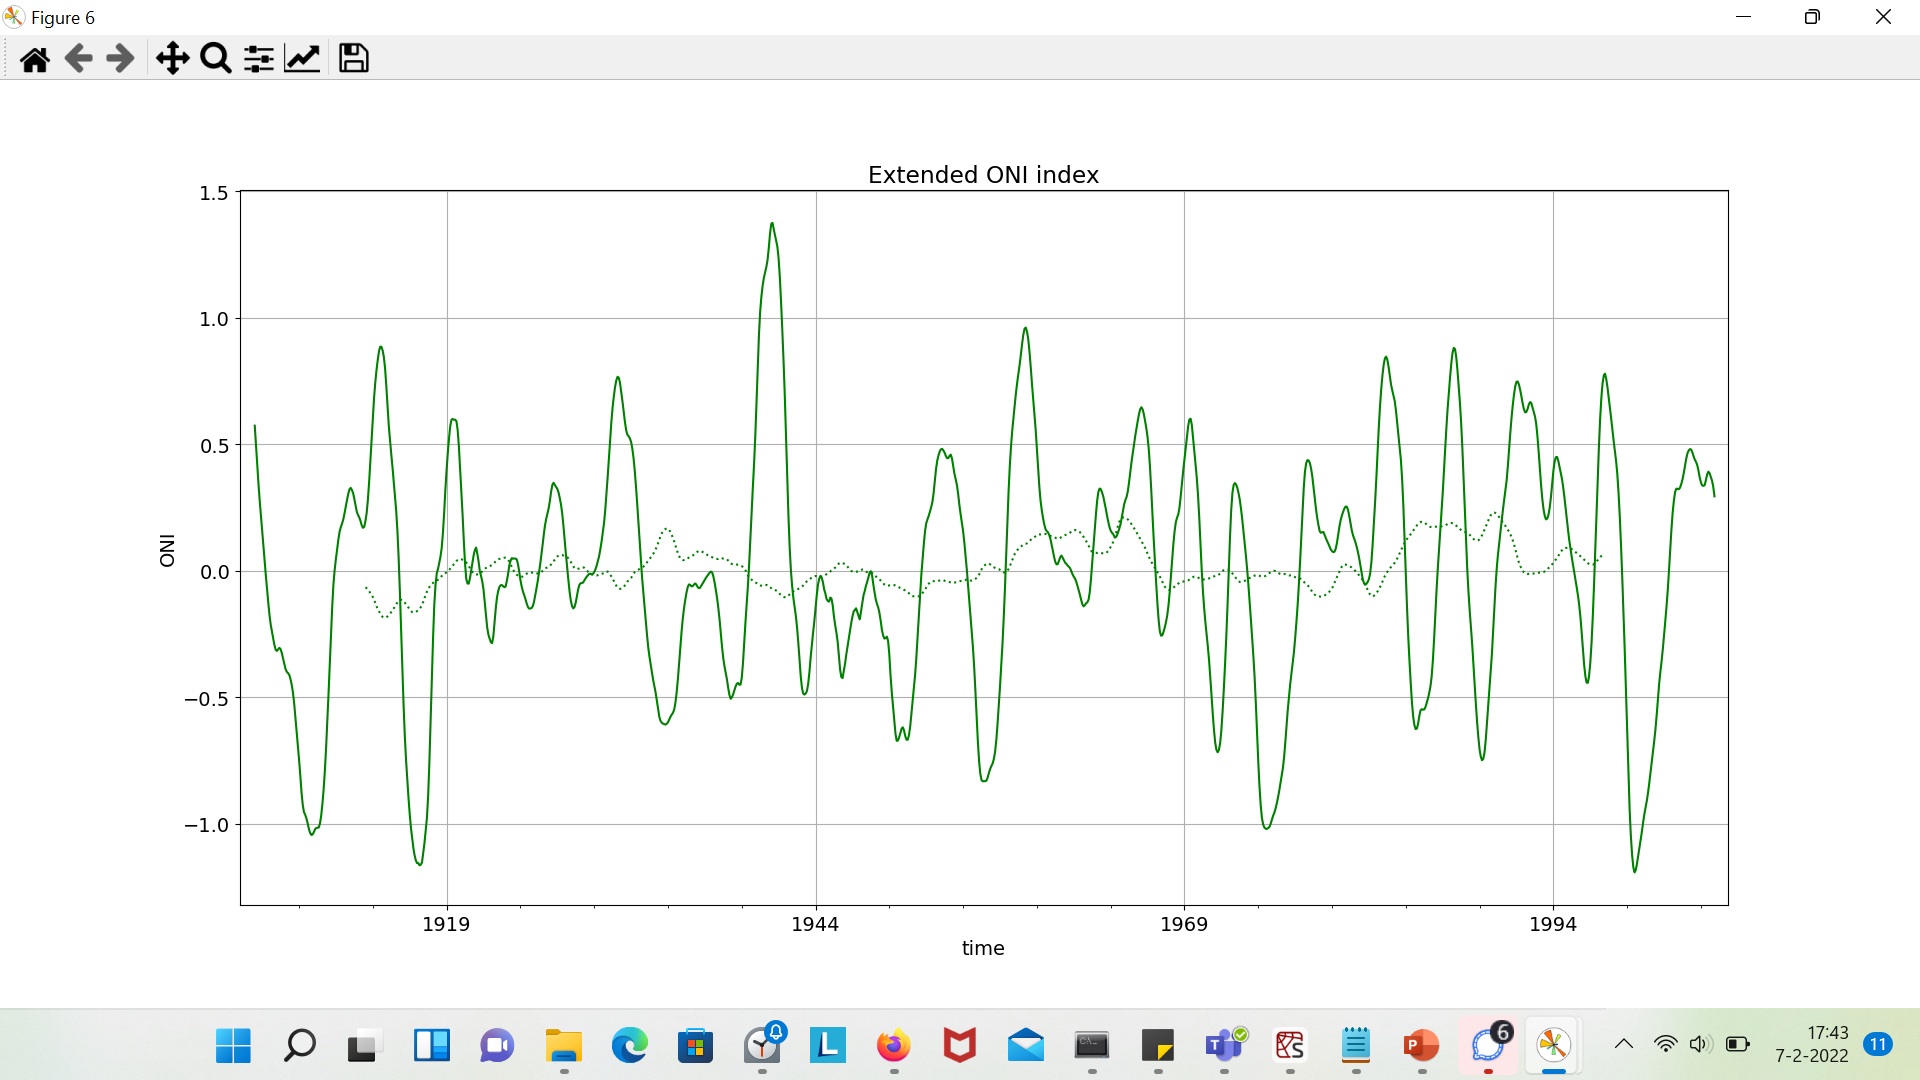 Figure 6
Extended ONI index
1.5
1.0
0.5
0.0
−0.5
−1.0
ONI
1919 1944 1969 1994
time
C:\_
L
T
S
P
6
17:43
7-2-2022
11